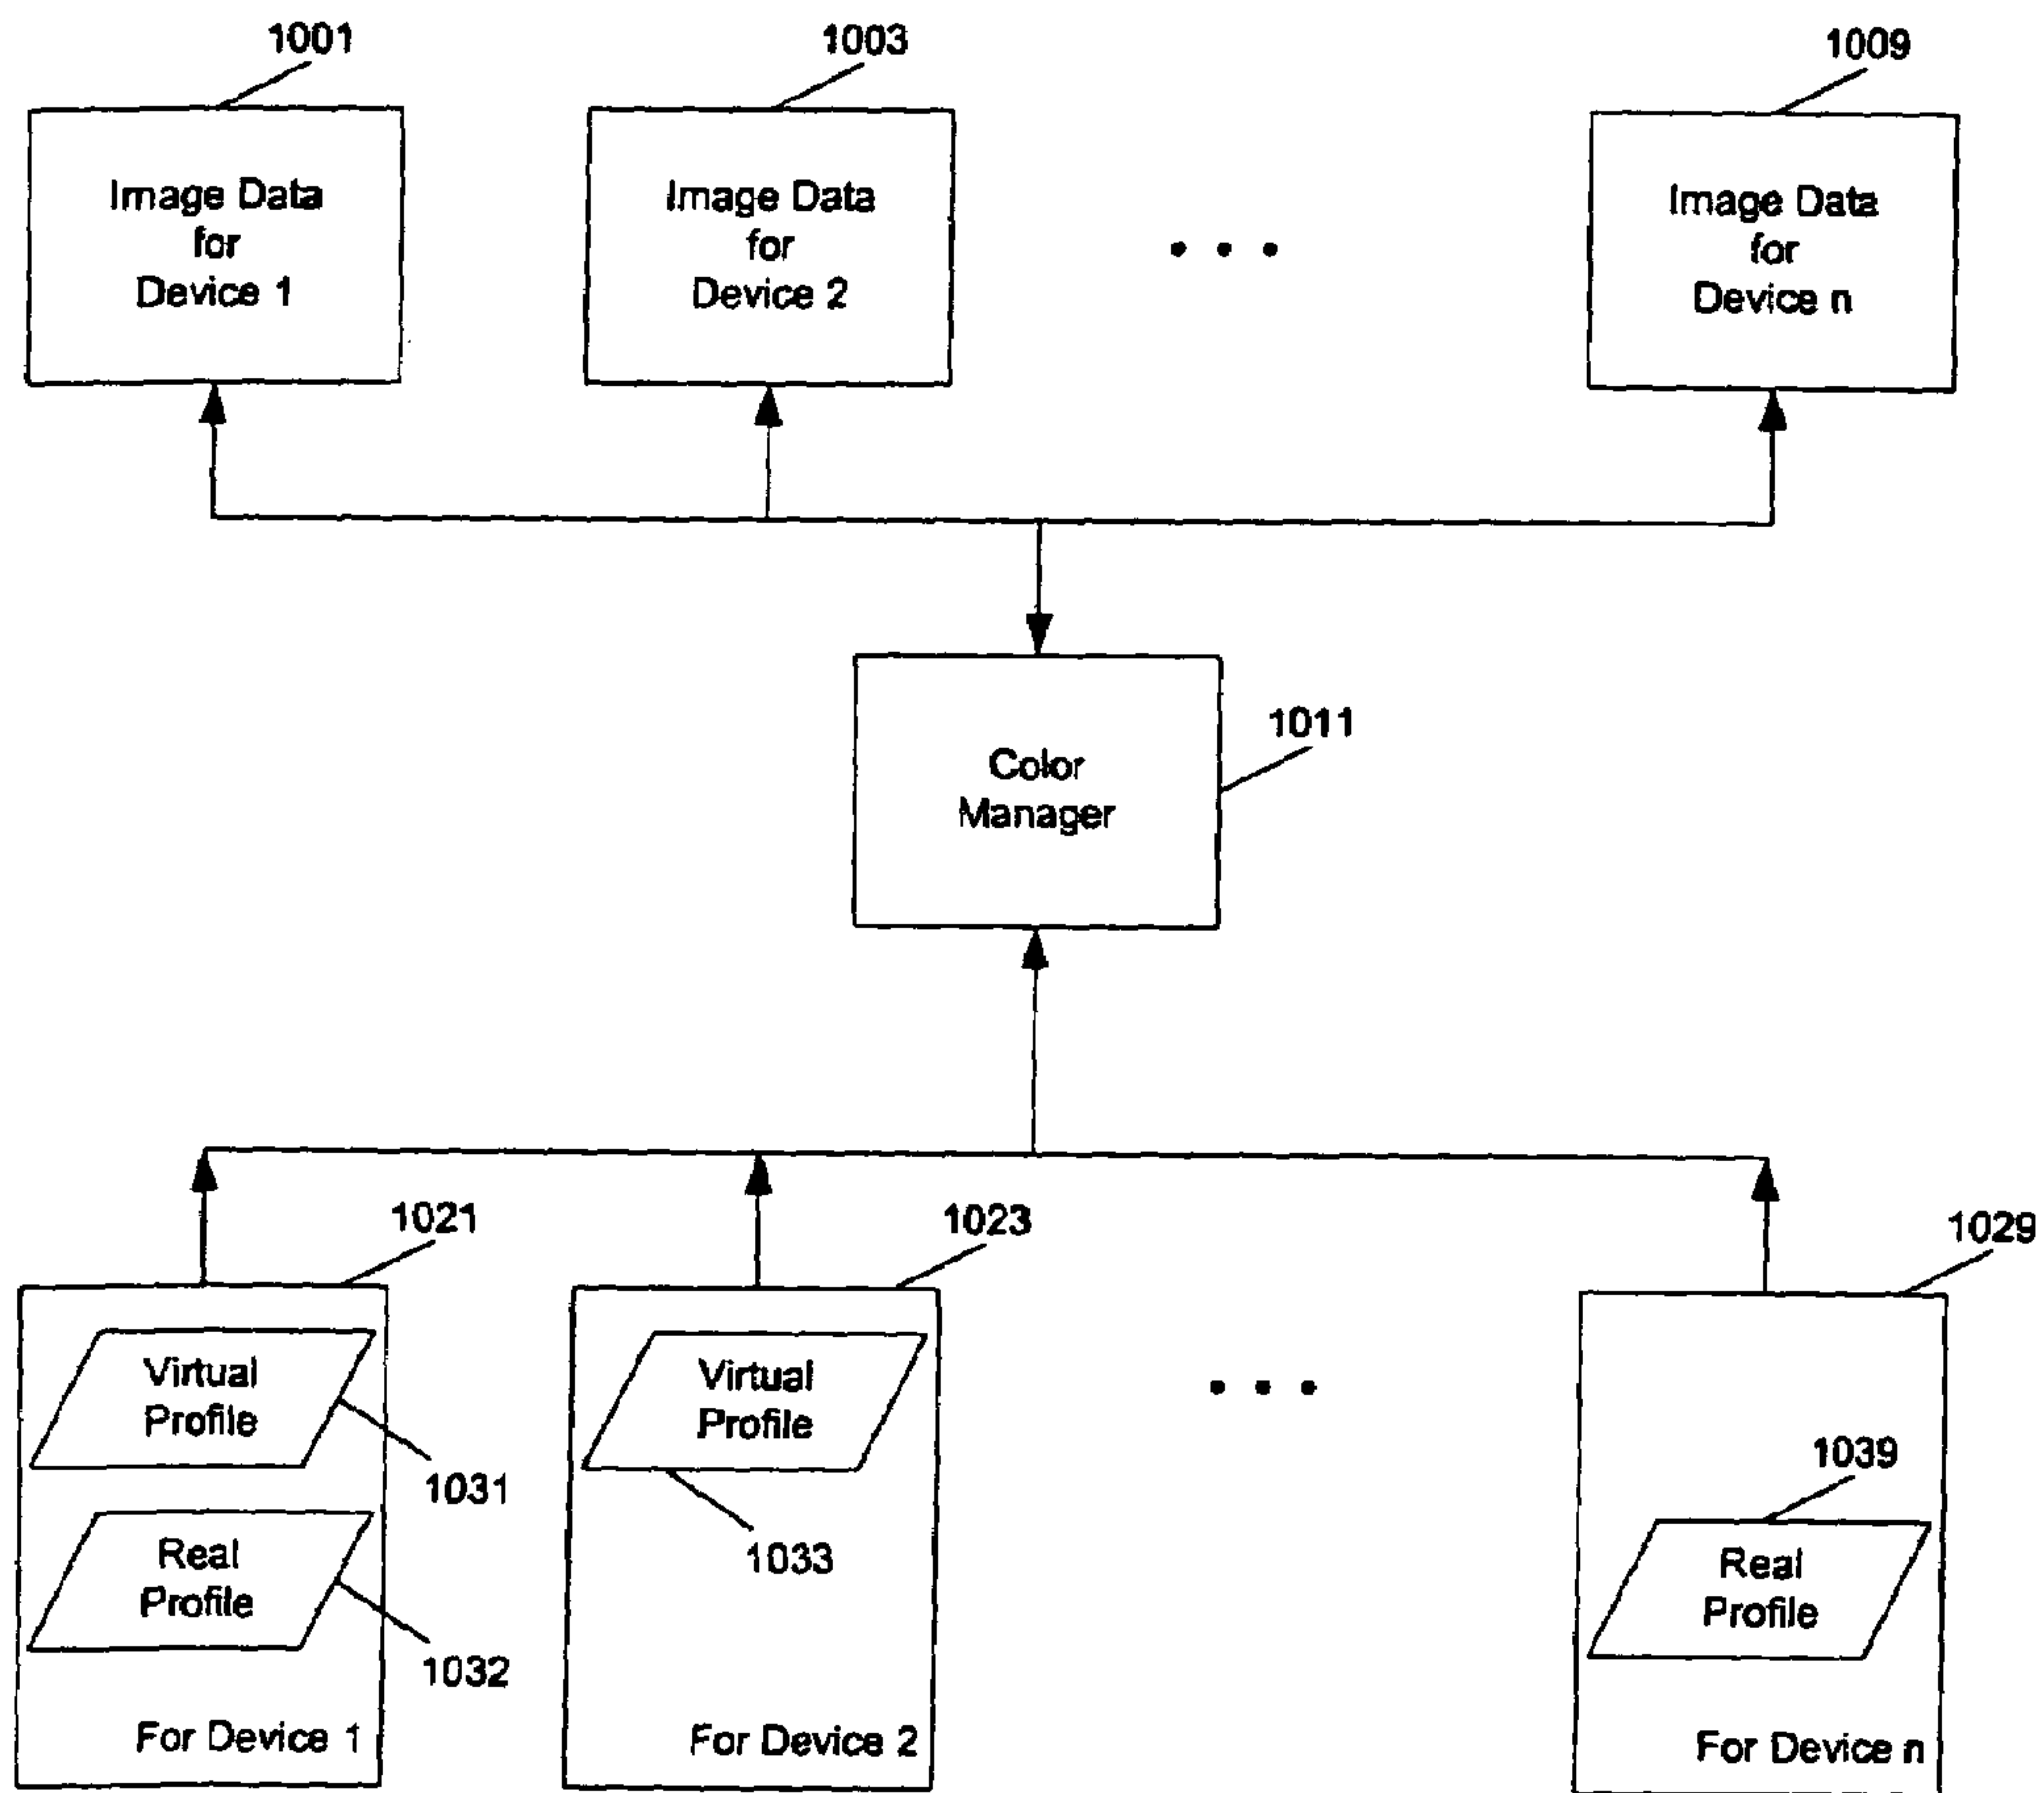 1001
1003
1009
Image Data
for
Device 1
Image Data
for
Device 2
Image Data
for
Device n
Color
Manager
1011
1021
1023
1029
Virtual
Profile
1031
Real
Profile
1032
For Device 1
Virtual
Profile
1033
For Device 2
1039
Real
Profile
For Device n